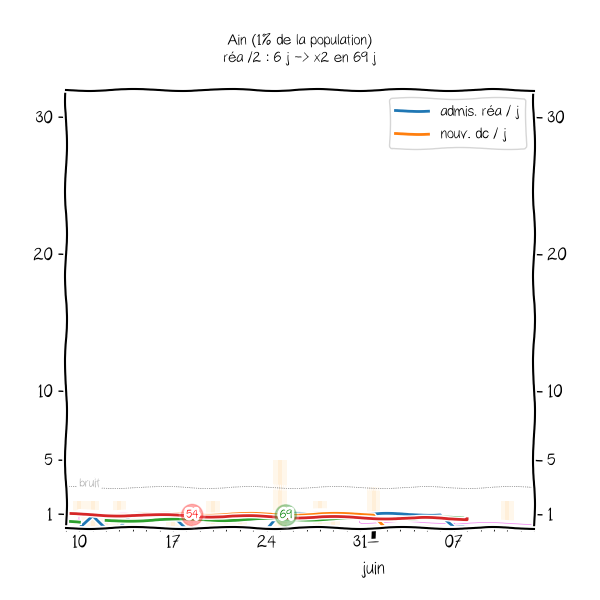 Ain (1% de la population)
réa /2 : 6 j -> x2 en 69 j
admis. réa / j
nouv. dc / j
30
30
20
20
10
10
5
5
bruit
1
54
69
1
10
17
24
31
07
juin